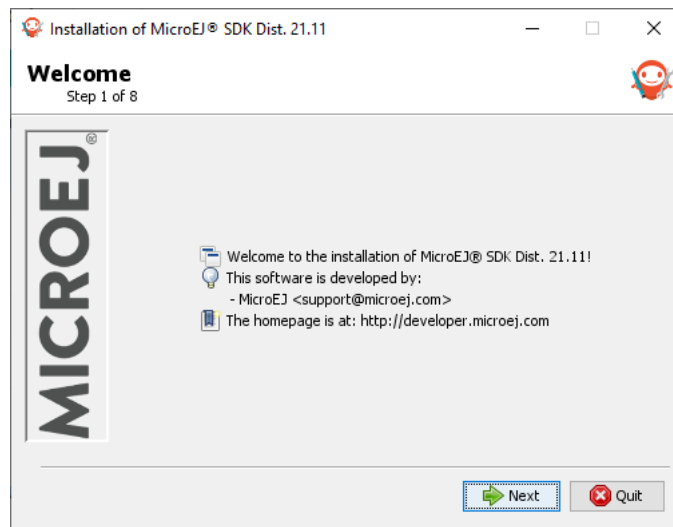 Installation of MicroEJ® SDK Dist. 21.11
Welcome
Step 1 of 8
MICROEJ®
Welcome to the installation of MicroEJ® SDK Dist. 21.11!
This software is developed by:
- MicroEJ <support@microej.com>
The homepage is at: http://developer.microej.com
Next
Quit